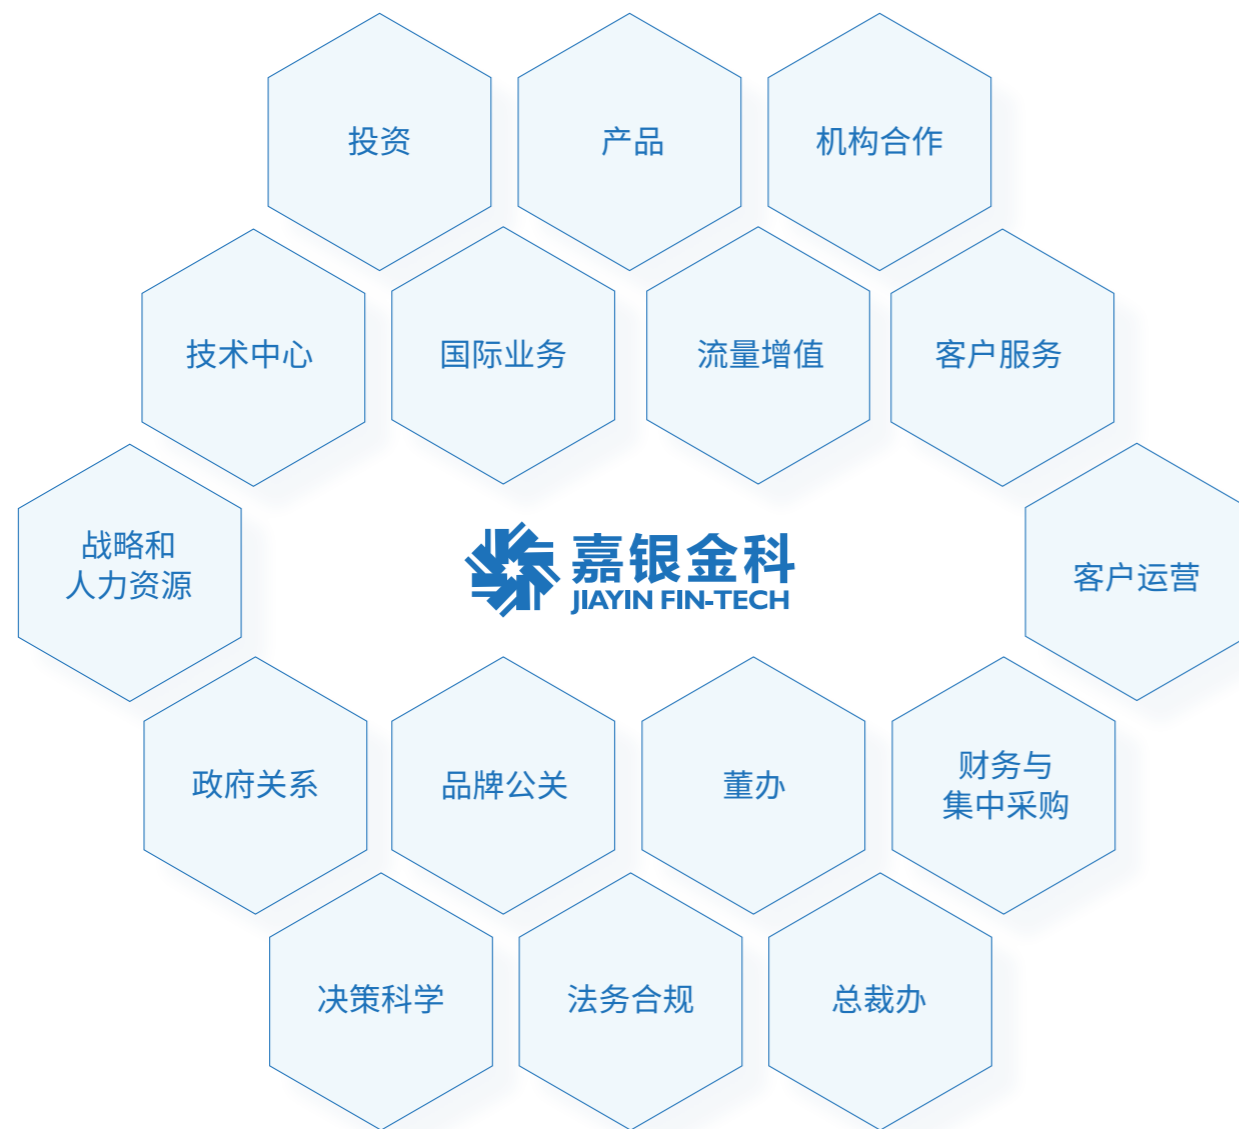 投资
产品
机构合作
技术中心
国际业务
流量增值
客户服务
战略和
人力资源
嘉银金科
JIAYIN FIN-TECH
客户运营
政府关系
品牌公关
董办
财务与
集中采购
决策科学
法务合规
总裁办